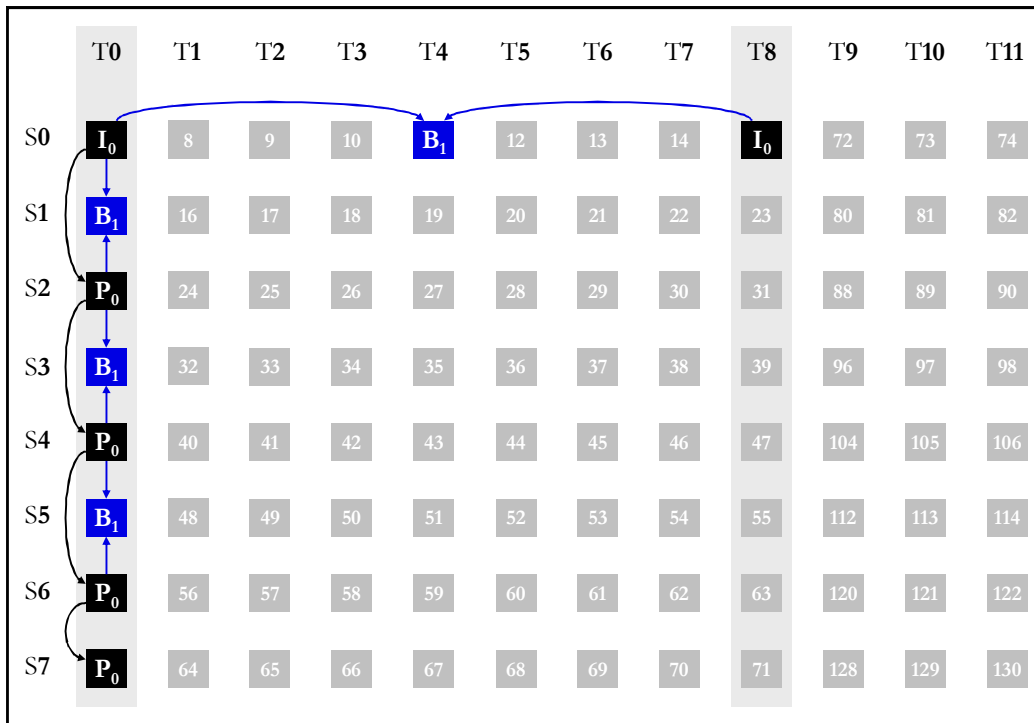 T0 T1 T2 T3 T4 T5 T6 T7 T8 T9 T10 T11
S0 I0 8 9 10 B1 12 13 14 I0 72 73 74
S1 B1 16 17 18 19 20 21 22 23 80 81 82
S2 P0 24 25 26 27 28 29 30 31 88 89 90
S3 B1 32 33 34 35 36 37 38 39 96 97 98
S4 P0 40 41 42 43 44 45 46 47 104 105 106
S5 B1 48 49 50 51 52 53 54 55 112 113 114
S6 P0 56 57 58 59 60 61 62 63 120 121 122
S7 P0 64 65 66 67 68 69 70 71 128 129 130